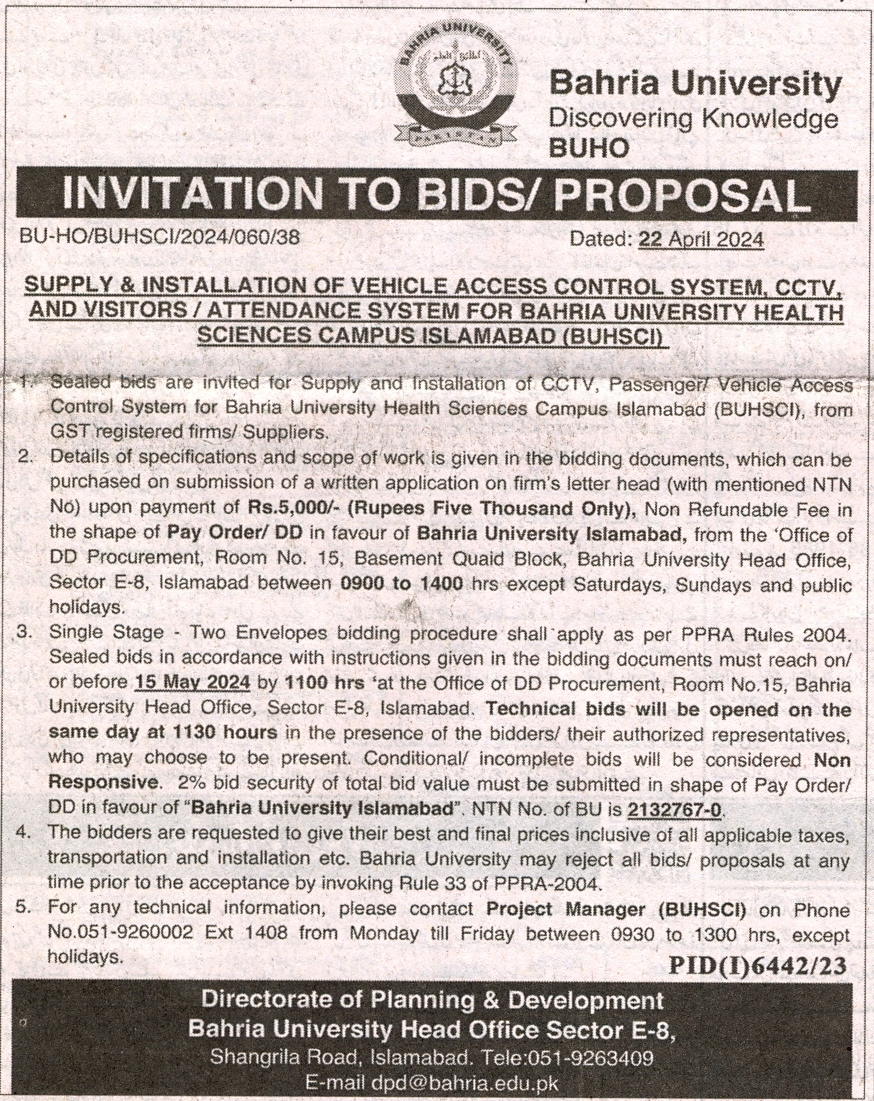 BAHRIA UNIVERSITY
PAKISTAN
Bahria University
Discovering Knowledge
BUHO
INVITATION TO BIDS/ PROPOSAL
BU-HO/BUHSCI/2024/060/38
Dated: 22 April 2024
SUPPLY & INSTALLATION OF VEHICLE ACCESS CONTROL SYSTEM, CCTV,
AND VISITORS / ATTENDANCE SYSTEM FOR BAHRIA UNIVERSITY HEALTH
SCIENCES CAMPUS ISLAMABAD (BUHSCI)
1. Sealed bids are invited for Supply and Installation of CCTV, Passenger/ Vehicle Access
Control System for Bahria University Health Sciences Campus Islamabad (BUHSCI), from
GST registered firms/ Suppliers.
2. Details of specifications and scope of work is given in the bidding documents, which can be
purchased on submission of a written application on firm's letter head (with mentioned NTN
No) upon payment of Rs.5,000/- (Rupees Five Thousand Only), Non Refundable Fee in
the shape of Pay Order/ DD in favour of Bahria University Islamabad, from the 'Office of
DD Procurement, Room No. 15, Basement Quaid Block, Bahria University Head Office,
Sector E-8, Islamabad between 0900 to 1400 hrs except Saturdays, Sundays and public
holidays.
3. Single Stage - Two Envelopes bidding procedure shall apply as per PPRA Rules 2004.
Sealed bids in accordance with instructions given in the bidding documents must reach on/
or before 15 May 2024 by 1100 hrs 'at the Office of DD Procurement, Room No.15, Bahria
University Head Office, Sector E-8, Islamabad. Technical bids will be opened on the
same day at 1130 hours in the presence of the bidders/ their authorized representatives,
who may choose to be present. Conditional/ incomplete bids will be considered Non
Responsive. 2% bid security of total bid value must be submitted in shape of Pay Order/
DD in favour of "Bahria University Islamabad". NTN No. of BU is 2132767-0.
4. The bidders are requested to give their best and final prices inclusive of all applicable taxes,
transportation and installation etc. Bahria University may reject all bids/ proposals at any
time prior to the acceptance by invoking Rule 33 of PPRA-2004.
5. For any technical information, please contact Project Manager (BUHSCI) on Phone
No.051-9260002 Ext 1408 from Monday till Friday between 0930 to 1300 hrs, except
holidays.
PID(I)6442/23
Directorate of Planning & Development
Bahria University Head Office Sector E-8,
Shangrila Road, Islamabad. Tele:051-9263409
E-mail dpd@bahria.edu.pk